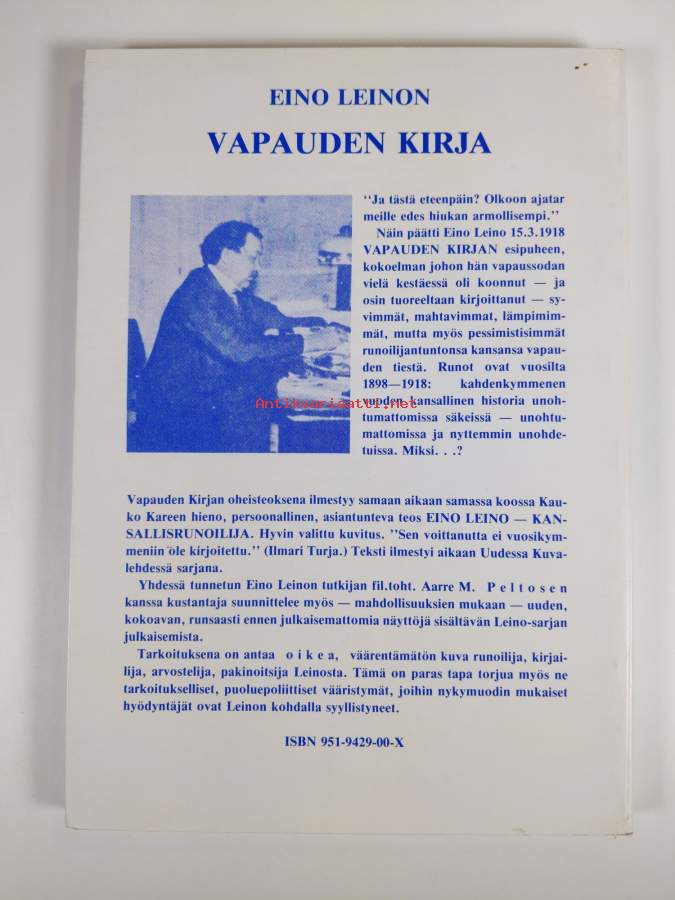 EINO LEINON
VAPAUDEN KIRJA
"Ja tästä eteenpäin? Olkoon ajatar
meille edes hiukan armollisempi."
Näin päätti Eino Leino 15.3.1918
VAPAUDEN KIRJAN esipuheen,
kokoelman johon hän vapaussodan
vielä kestäessä oli koonnut — ja
osin tuoreeltaan kirjoittanut — sy-
vimmät, mahtavimmat, lämpimim-
mät, mutta myös pessimistisimmät
runoilijantuntonsa kansansa vapau-
den tiestä. Runot ovat vuosilta
1898—1918: kahdenkymmenen
vuoden kansallinen historia unoh-
tumattomissa säkeissä — unohtu-
mattomissa ja nyttemmin unohde-
tuissa. Miksi. . .?
Antikvariaatti.net
Vapauden Kirjan oheisteoksena ilmestyy samaan aikaan samassa koossa Kau-
ko Kareen hieno, persoonallinen, asiantunteva teos EINO LEINO — KAN-
SALLISRUNOILIJA. Hyvin valittu kuvitus. "Sen voittanutta ei vuosikym-
meniin ole kirjoitettu." (Ilmari Turja.) Teksti ilmestyi aikaan Uudessa Kuva-
lehdessä sarjana.
Yhdessä tunnetun Eino Leinon tutkijan fil.toht. Aarre M. P e l t o s e n
kanssa kustantaja suunnittelee myös — mahdollisuuksien mukaan — uuden,
kokoavan, runsaasti ennen julkaisemattomia näyttöjä sisältävän Leino-sarjan
julkaisemista.
Tarkoituksena on antaa o i k e a, väärentämätön kuva runoilija, kirjai-
lija, arvostelija, pakinoitsija Leinosta. Tämä on paras tapa torjua myös ne
tarkoitukselliset, puoluepoliittiset vääristymät, joihin nykymuodin mukaiset
hyödyntäjät ovat Leinon kohdalla syyllistyneet.
ISBN 951-9429-00-X